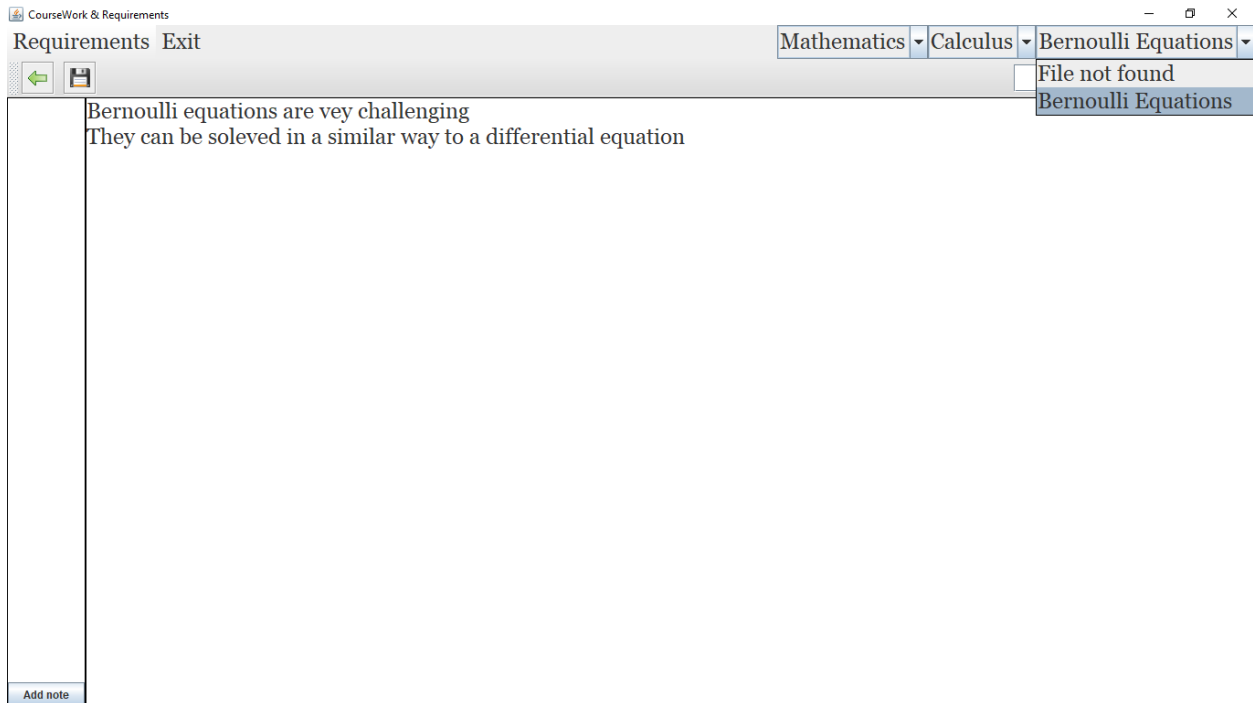 CourseWork & Requirements
Requirements Exit
Mathematics Calculus Bernoulli Equations
File not found
Bernoulli Equations
Bernoulli equations are vey challenging
They can be soleved in a similar way to a differential equation
Add note